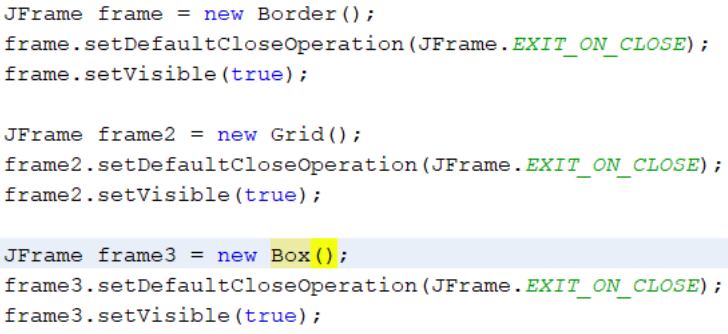 JFrame frame = new Border();
frame.setDefaultCloseOperation(JFrame.EXIT_ON_CLOSE);
frame.setVisible(true);
JFrame frame2 = new Grid();
frame2.setDefaultCloseOperation(JFrame.EXIT_ON_CLOSE);
frame2.setVisible(true);
JFrame frame3 = new Box();
frame3.setDefaultCloseOperation(JFrame.EXIT_ON_CLOSE);
frame3.setVisible(true);